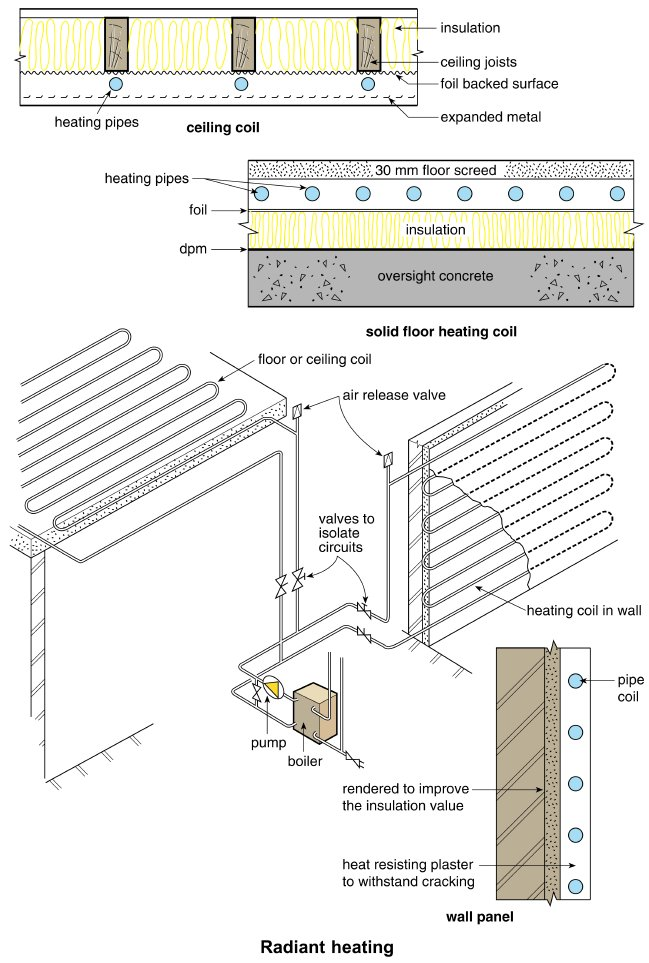 insulation
ceiling joists
foil backed surface
expanded metal
heating pipes
ceiling coil
30 mm floor screed
heating pipes
foil
insulation
dpm
oversight concrete
solid floor heating coil
floor or ceiling coil
air release valve
valves to
isolate
circuits
heating coil in wall
pump
boiler
pipe
coil
rendered to improve
the insulation value
heat resisting plaster
to withstand cracking
wall panel
Radiant heating